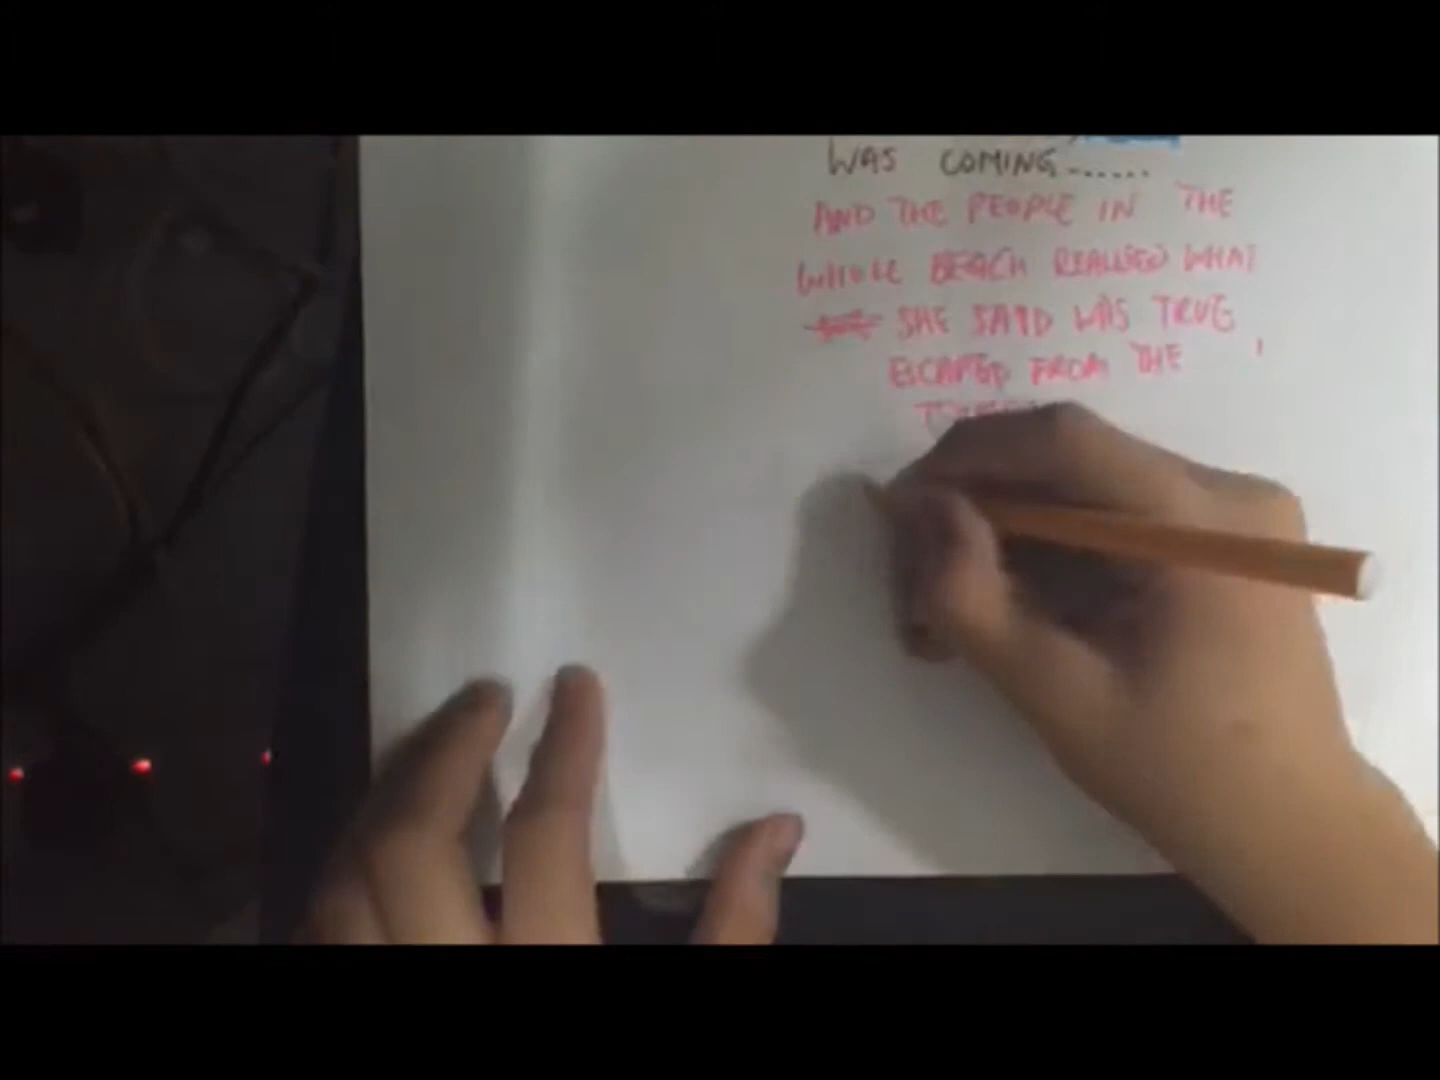 WAS COMING......
AND THE PEOPLE IN THE
WHOLE BEACH REALISED WHAT
SHE SAID WAS TRUE,
ESCAPED FROM THE